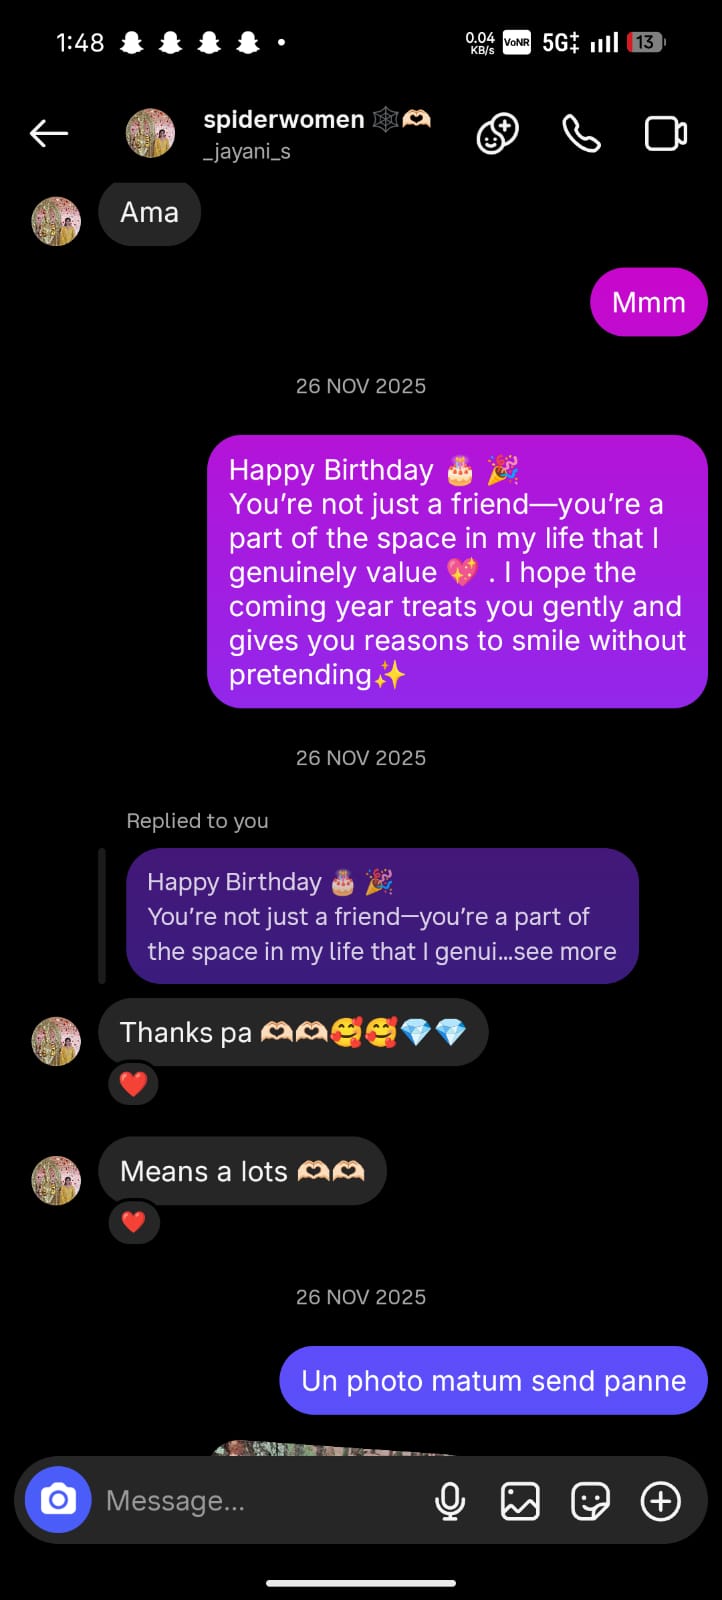 1:48
0.04 KB/s VoNR 5G 13
spiderwomen 🕸️🫶🏻
_jayani_s
Ama
Mmm
26 NOV 2025
Happy Birthday 🎂 🎉
You’re not just a friend—you’re a
part of the space in my life that I
genuinely value 💖 . I hope the
coming year treats you gently and
gives you reasons to smile without
pretending✨
26 NOV 2025
Replied to you
Happy Birthday 🎂 🎉
You’re not just a friend—you’re a part of
the space in my life that I genui...see more
Thanks pa 🫶🏻🫶🏻🥰🥰💎💎
❤️
Means a lots 🫶🏻🫶🏻
❤️
26 NOV 2025
Un photo matum send panne
Message...